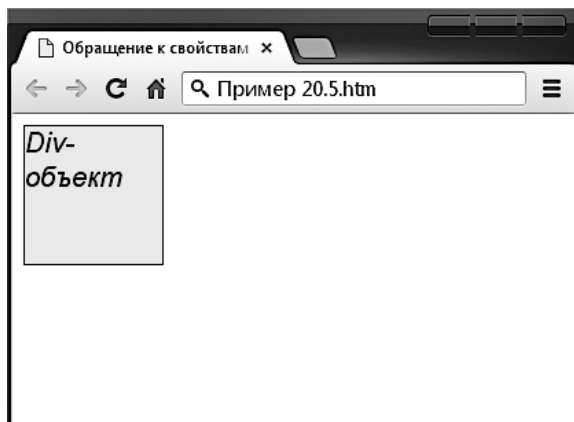 Обращение к свойствам
Пример 20.5.htm
Div-
объект